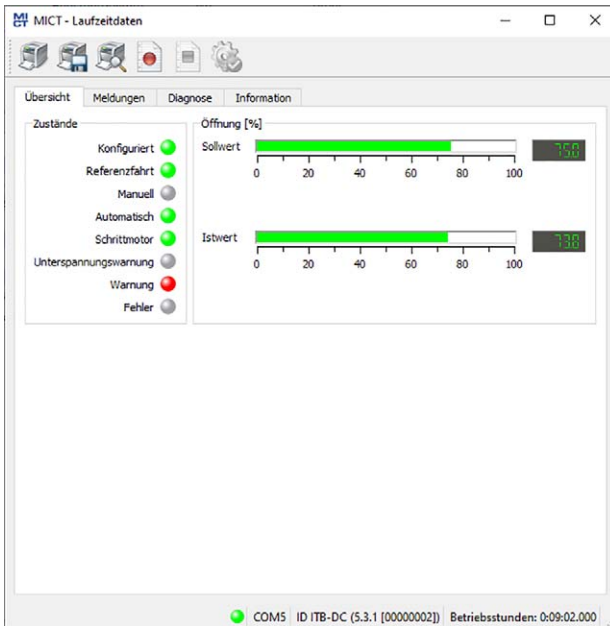 MICT - Laufzeitdaten
Übersicht Meldungen Diagnose Information
Zustände
Konfiguriert
Referenzfahrt
Manuell
Automatisch
Schrittmotor
Unterspannungswarnung
Warnung
Fehler
Öffnung [%]
Sollwert
75.0
0 20 40 60 80 100
Istwert
73.8
0 20 40 60 80 100
COM5 ID ITB-DC (5.3.1 [00000002]) Betriebsstunden: 0:09:02.000